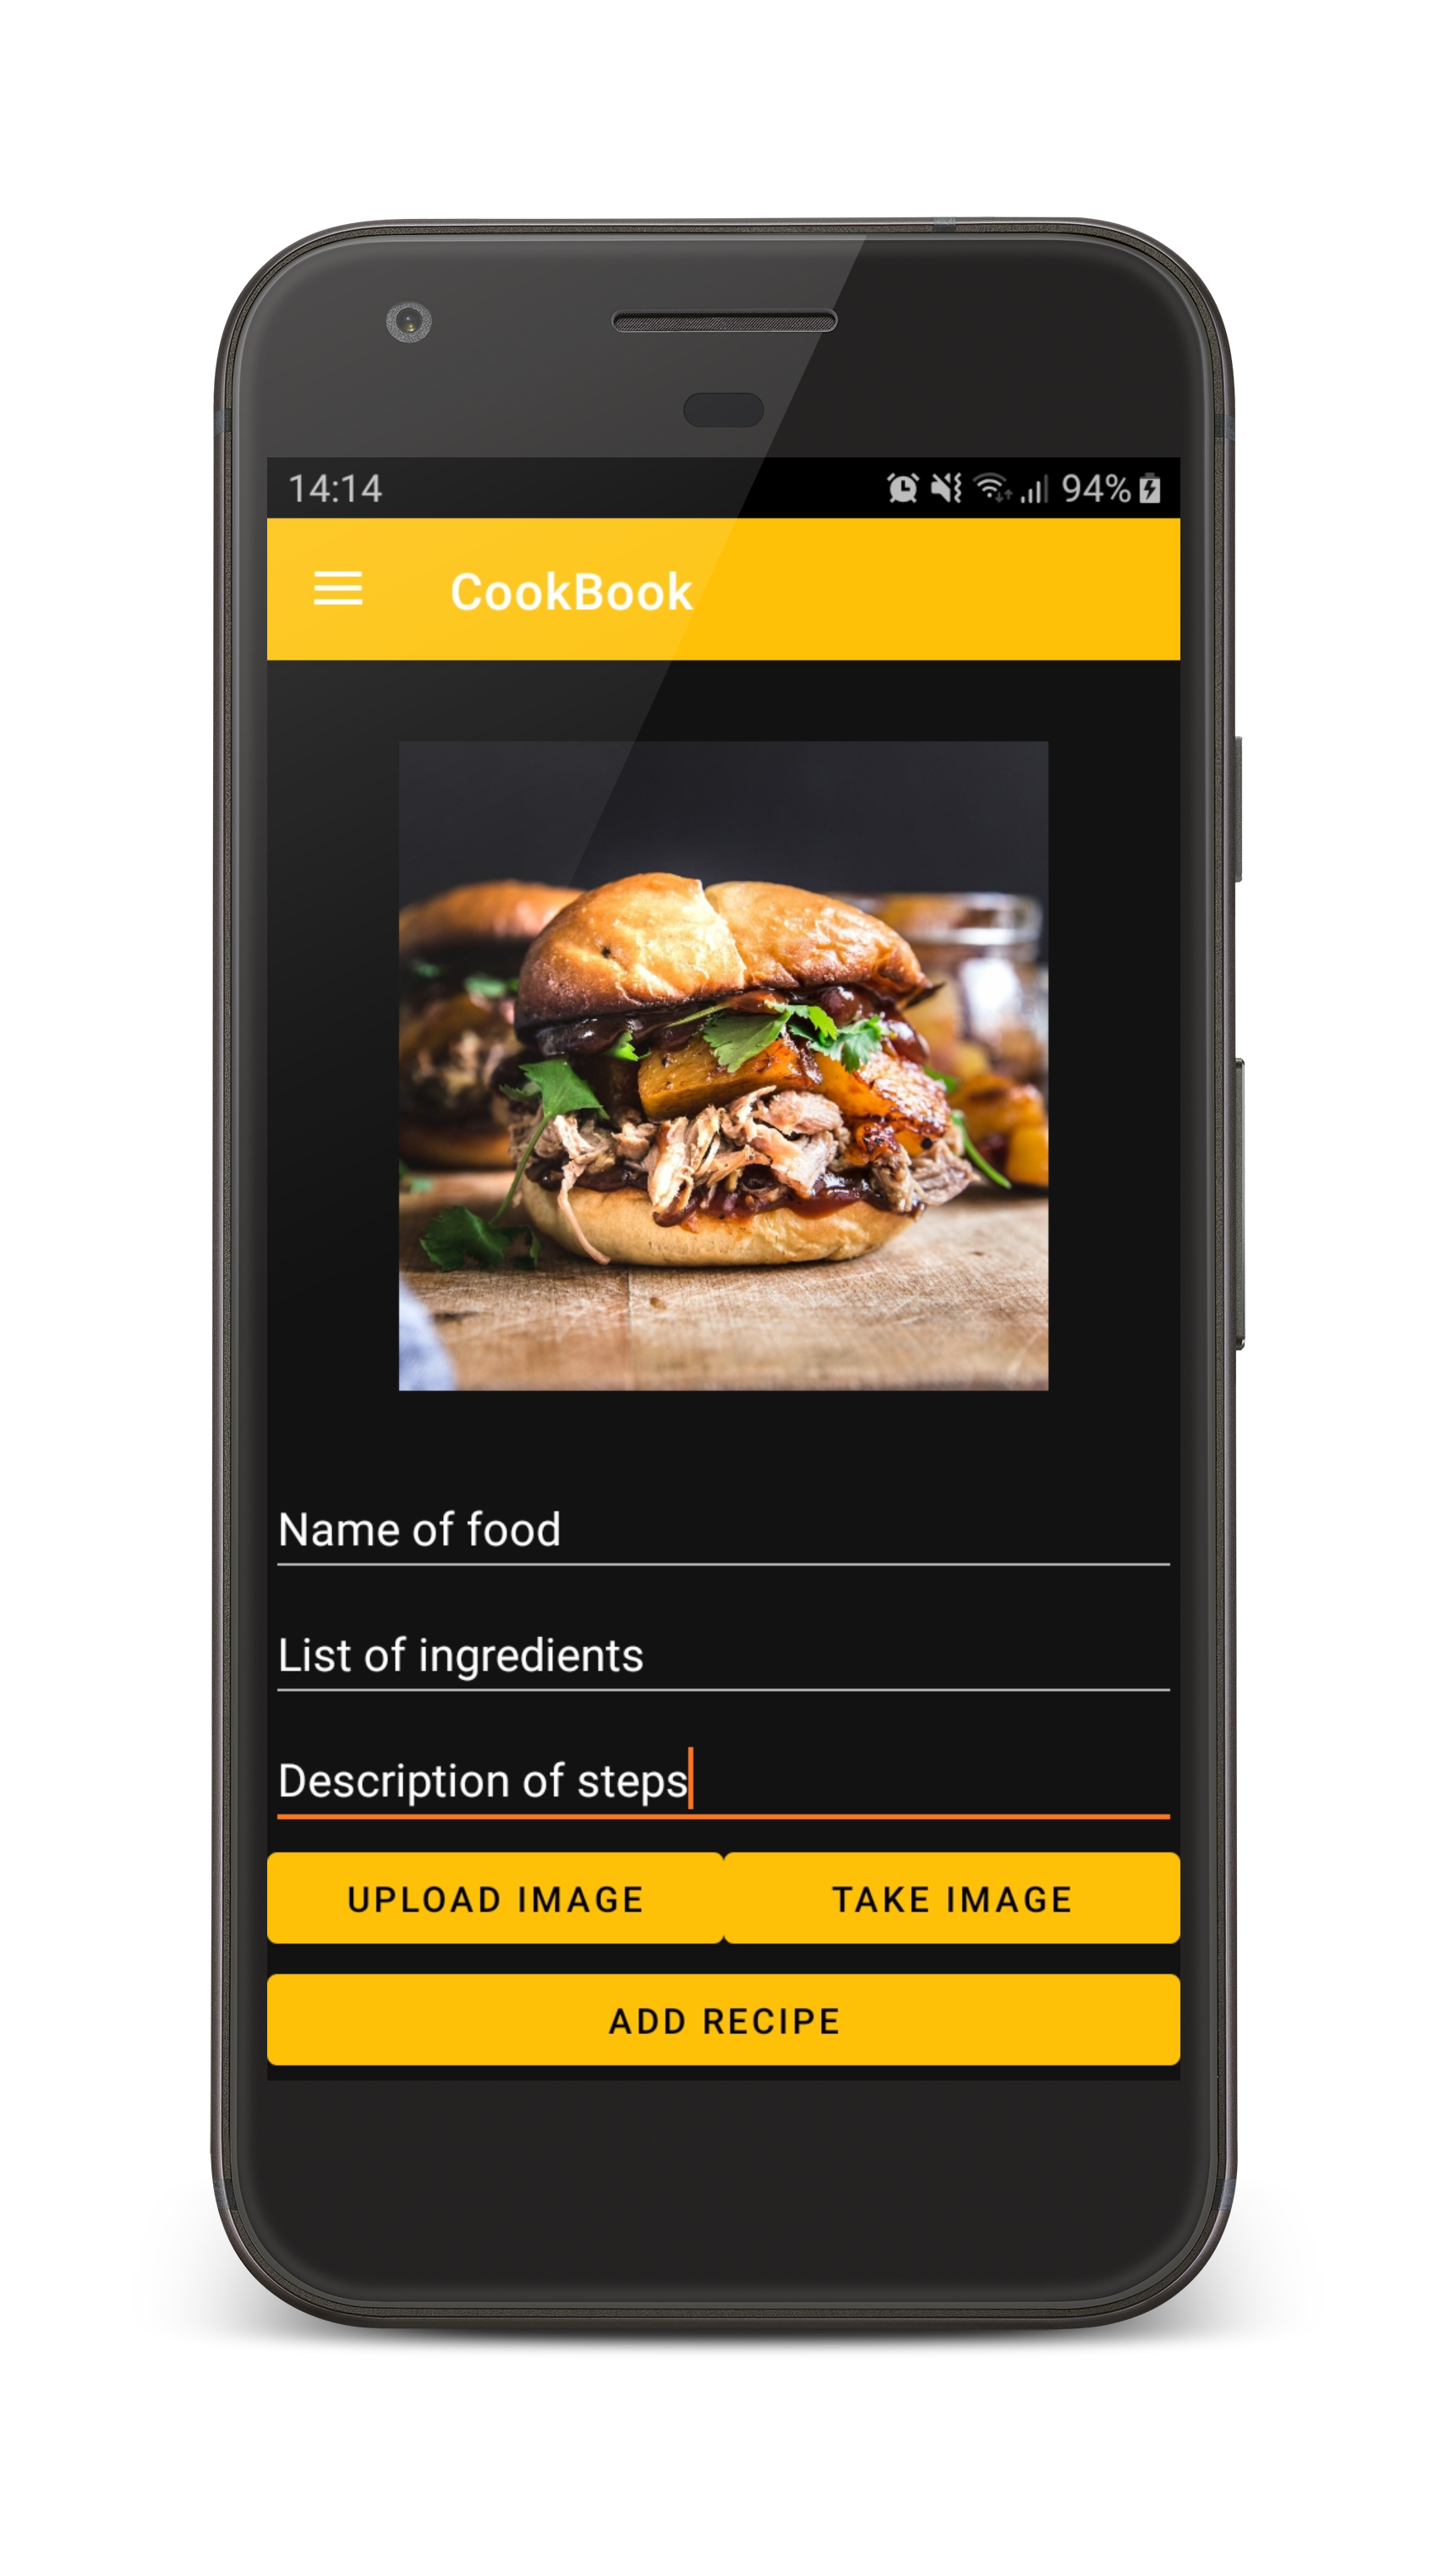 14:14 94%
CookBook
Name of food
List of ingredients
Description of steps
UPLOAD IMAGE TAKE IMAGE
ADD RECIPE